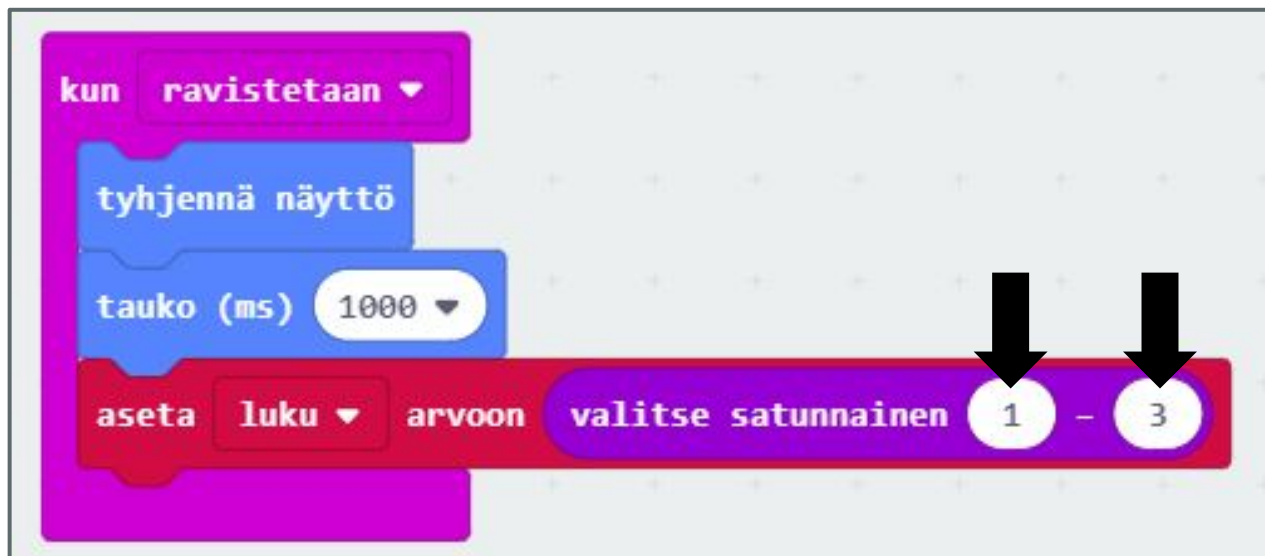 kun ravistetaan
tyhjennä näyttö
tauko (ms) 1000
aseta luku arvoon valitse satunnainen 1 - 3